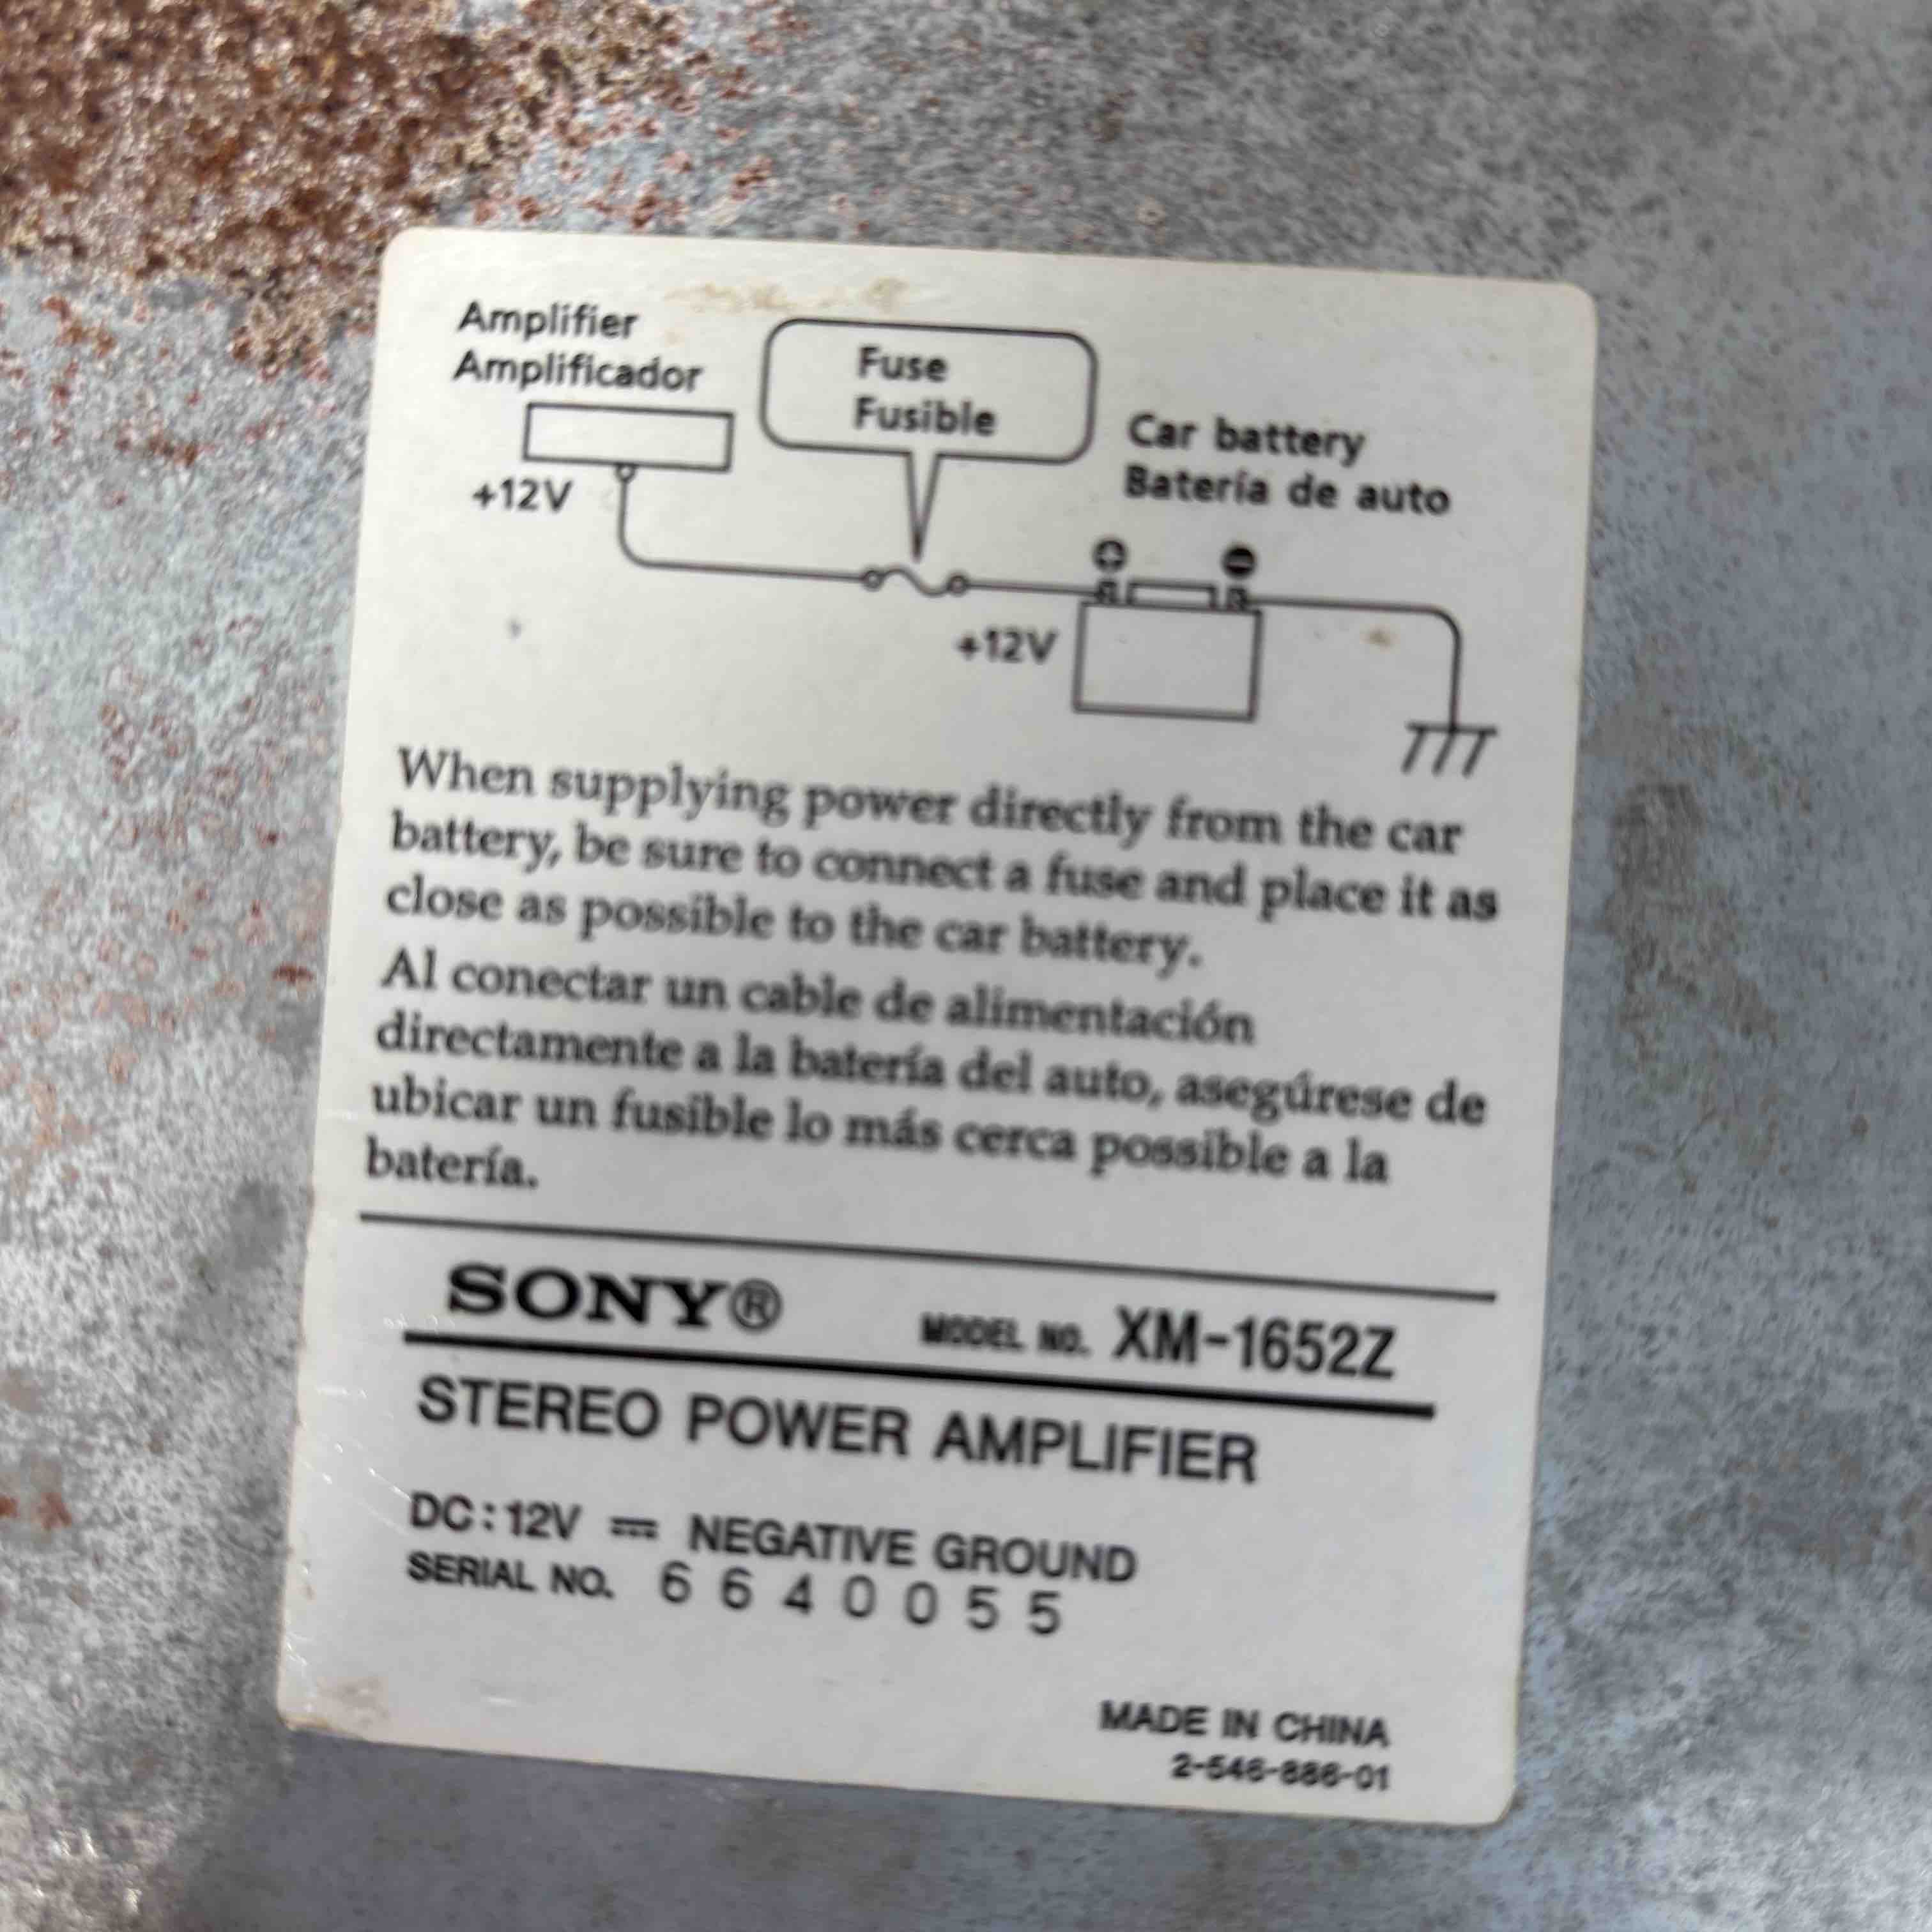 Amplifier
Amplificador
Fuse
Fusible
Car battery
Batería de auto
+12V
+12V
When supplying power directly from the car
battery, be sure to connect a fuse and place it as
close as possible to the car battery.
Al conectar un cable de alimentación
directamente a la batería del auto, asegúrese de
ubicar un fusible lo más cerca possible a la
batería.
SONY® MODEL NO. XM-1652Z
STEREO POWER AMPLIFIER
DC:12V ⎓ NEGATIVE GROUND
SERIAL NO. 6640055
MADE IN CHINA
2-546-886-01